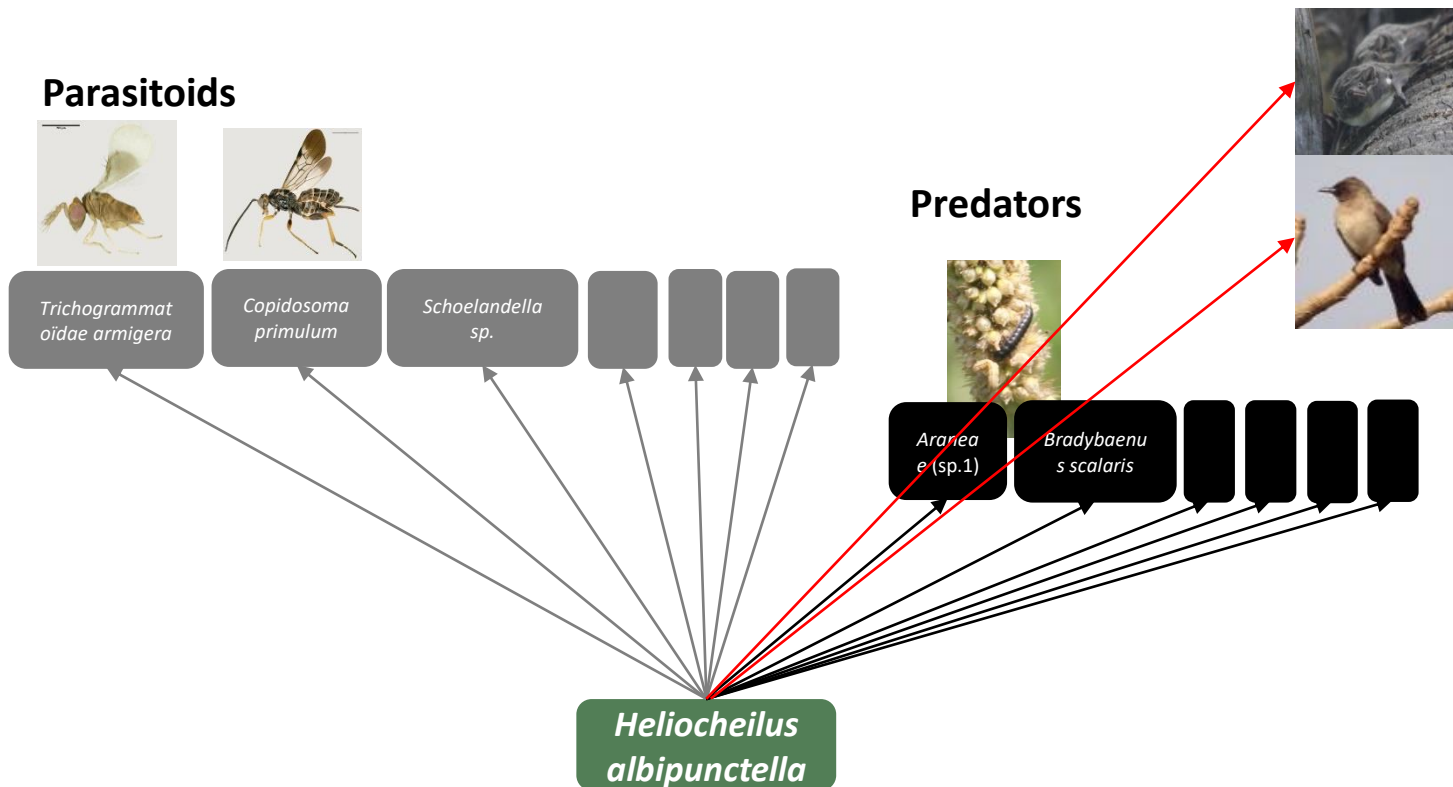 Parasitoids
Predators
Trichogrammat
oïdae armigera
Copidosoma
primulum
Schoelandella
sp.
Aranea
e (sp.1)
Bradybaenu
s scalaris
Heliocheilus
albipunctella